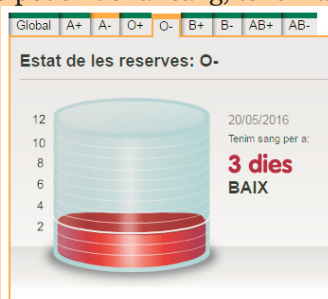 Global A+ A- O+ O- B+ B- AB+ AB-
Estat de les reserves: O-
12
10
8
6
4
2
20/05/2016
Tenim sang per a:
3 dies
BAIX